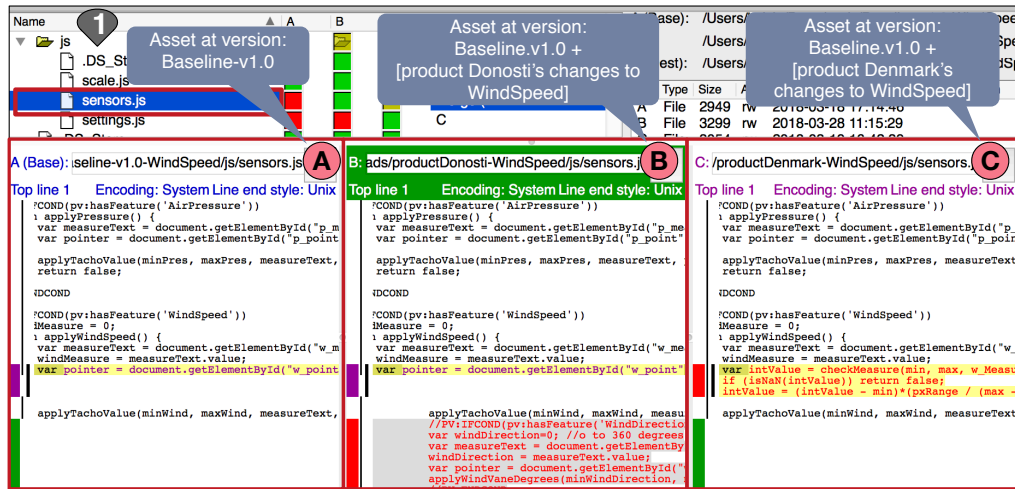 Name A B
1
js
.DS_St
scale.js
sensors.js
settings.js
DS_Store
Asset at version:
Baseline-v1.0
Asset at version:
Baseline.v1.0 +
[product Donosti's changes to
WindSpeed]
Asset at version:
Baseline.v1.0 +
[product Denmark's
changes to WindSpeed]
ase): /Users/
/Users/
est): /Users/
C
Type Size
A File 2949 rw 2018-03-18 17:14:46
B File 3299 rw 2018-03-28 11:15:29
A (Base): seline-v1.0-WindSpeed/js/sensors.js A
Top line 1 Encoding: System Line end style: Unix
?COND(pv:hasFeature('AirPressure'))
ı applyPressure() {
var measureText = document.getElementById("p_m
var pointer = document.getElementById("p_point
applyTachoValue(minPres, maxPres, measureText,
return false;
IDCOND
?COND(pv:hasFeature('WindSpeed'))
iMeasure = 0;
ı applyWindSpeed() {
var measureText = document.getElementById("w_m
windMeasure = measureText.value;
var pointer = document.getElementById("w_point
applyTachoValue(minWind, maxWind, measureText,
B: ads/productDonosti-WindSpeed/js/sensors.j B
Top line 1 Encoding: System Line end style: Unix
?COND(pv:hasFeature('AirPressure'))
ı applyPressure() {
var measureText = document.getElementById("p_me
var pointer = document.getElementById("p_point"
applyTachoValue(minPres, maxPres, measureText,
return false;
IDCOND
?COND(pv:hasFeature('WindSpeed'))
iMeasure = 0;
ı applyWindSpeed() {
var measureText = document.getElementById("w_me
windMeasure = measureText.value;
var pointer = document.getElementById("w_point"
applyTachoValue(minWind, maxWind, measu
//PV:IFCOND(pv:hasFeature('WindDirectio
var windDirection=0; //o to 360 degrees
var measureText = document.getElementBy
windDirection = measureText.value;
var pointer = document.getElementById("
applyWindVaneDegrees(minWindDirection,
C: /productDenmark-WindSpeed/js/sensors. C
Top line 1 Encoding: System Line end style: Unix
?COND(pv:hasFeature('AirPressure'))
ı applyPressure() {
var measureText = document.getElementById("p_
var pointer = document.getElementById("p_poin
applyTachoValue(minPres, maxPres, measureText
return false;
IDCOND
?COND(pv:hasFeature('WindSpeed'))
iMeasure = 0;
ı applyWindSpeed() {
var measureText = document.getElementById("w_
windMeasure = measureText.value;
var intValue = checkMeasure(min, max, w_Measu
if (isNaN(intValue)) return false;
intValue = (intValue - min)*(pxRange / (max -
applyTachoValue(minWind, maxWind, measureText